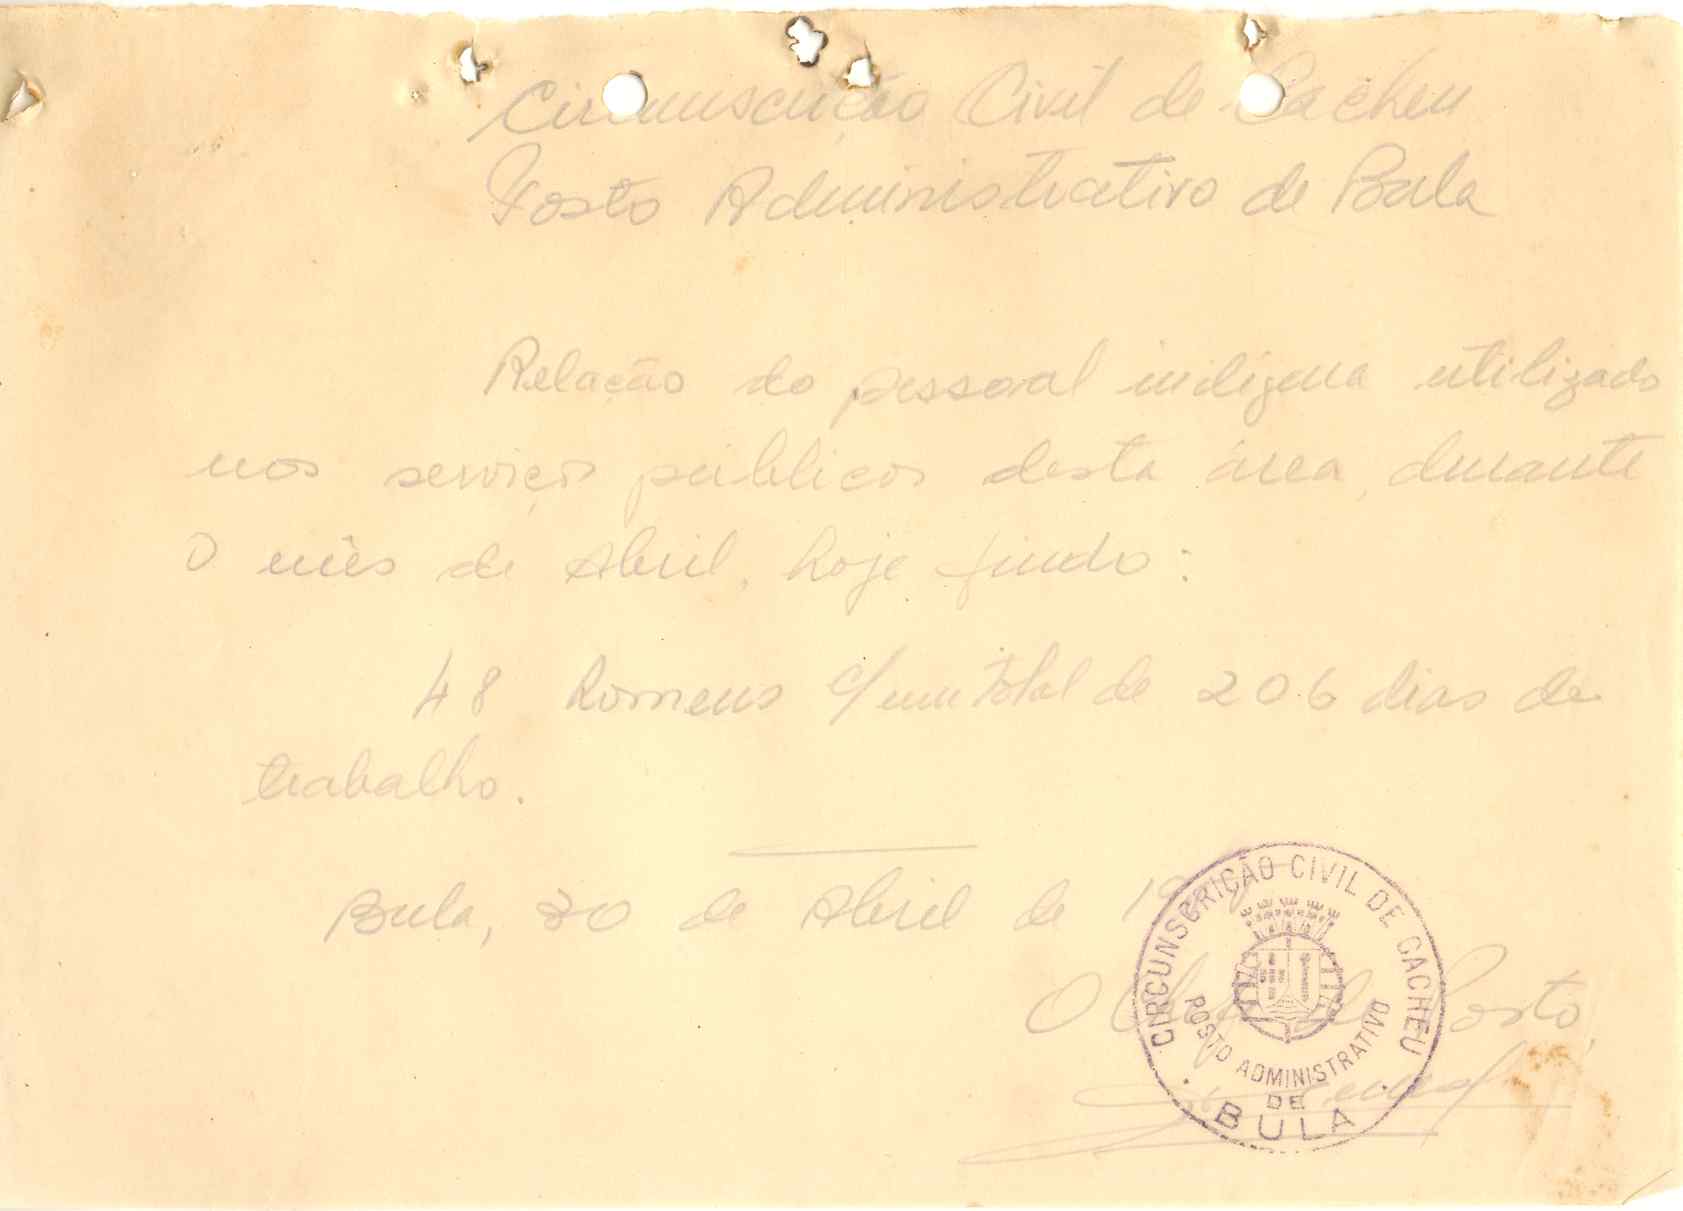 Circunscrição Civil de Cacheu
Posto Administrativo de Bula
Relação do pessoal indígena utilizado
nos serviços públicos desta área, durante
o mês de Abril, hoje findo:
48 homens c/ um total de 206 dias de
trabalho.
Bula, 30 de Abril de 19
O Chefe do Posto,
CIRCUNSCRIÇÃO CIVIL DE CACHEU
POSTO ADMINISTRATIVO
DE
BULA